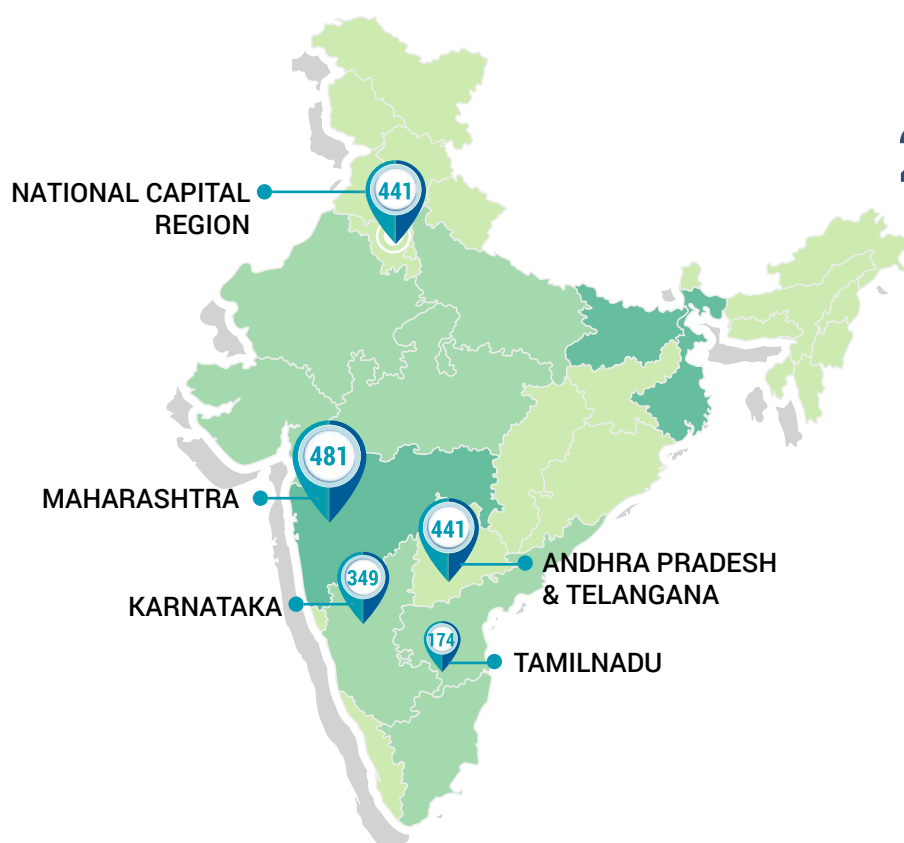 441
NATIONAL CAPITAL
REGION
481
MAHARASHTRA
441
ANDHRA PRADESH
& TELANGANA
349
KARNATAKA
174
TAMILNADU